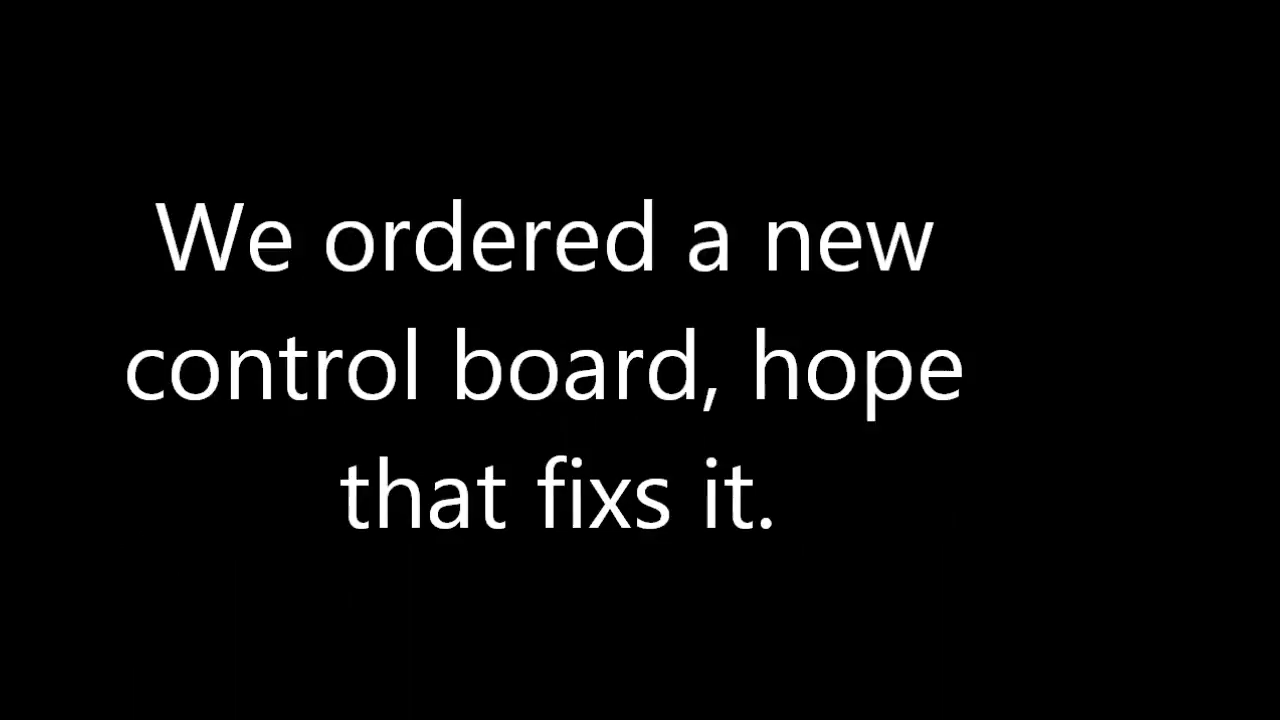 We ordered a new
control board, hope
that fixs it.